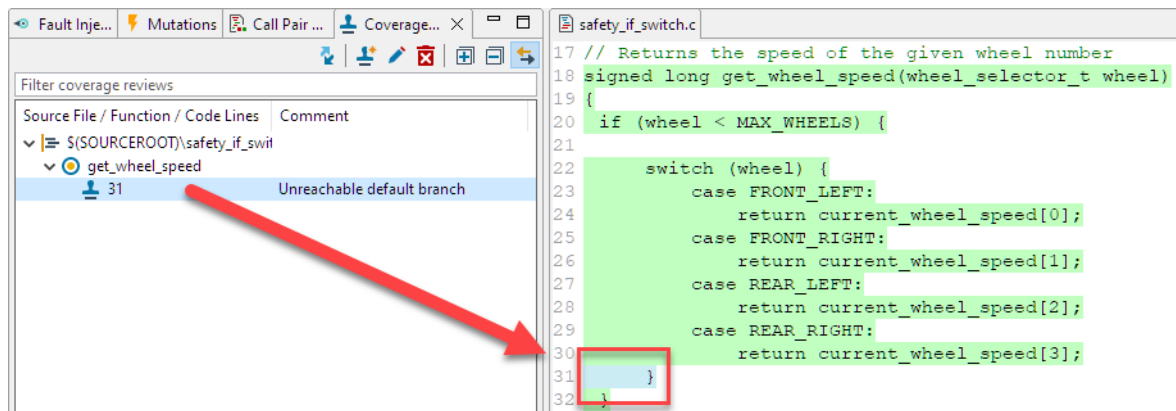 Fault Inje... Mutations Call Pair ... Coverage...
Filter coverage reviews
Source File / Function / Code Lines Comment
$(SOURCEROOT)\safety_if_swit
get_wheel_speed
31 Unreachable default branch
safety_if_switch.c
17 // Returns the speed of the given wheel number
18 signed long get_wheel_speed(wheel_selector_t wheel)
19 {
20 if (wheel < MAX_WHEELS) {
21
22 switch (wheel) {
23 case FRONT_LEFT:
24 return current_wheel_speed[0];
25 case FRONT_RIGHT:
26 return current_wheel_speed[1];
27 case REAR_LEFT:
28 return current_wheel_speed[2];
29 case REAR_RIGHT:
30 return current_wheel_speed[3];
31 }
32 }